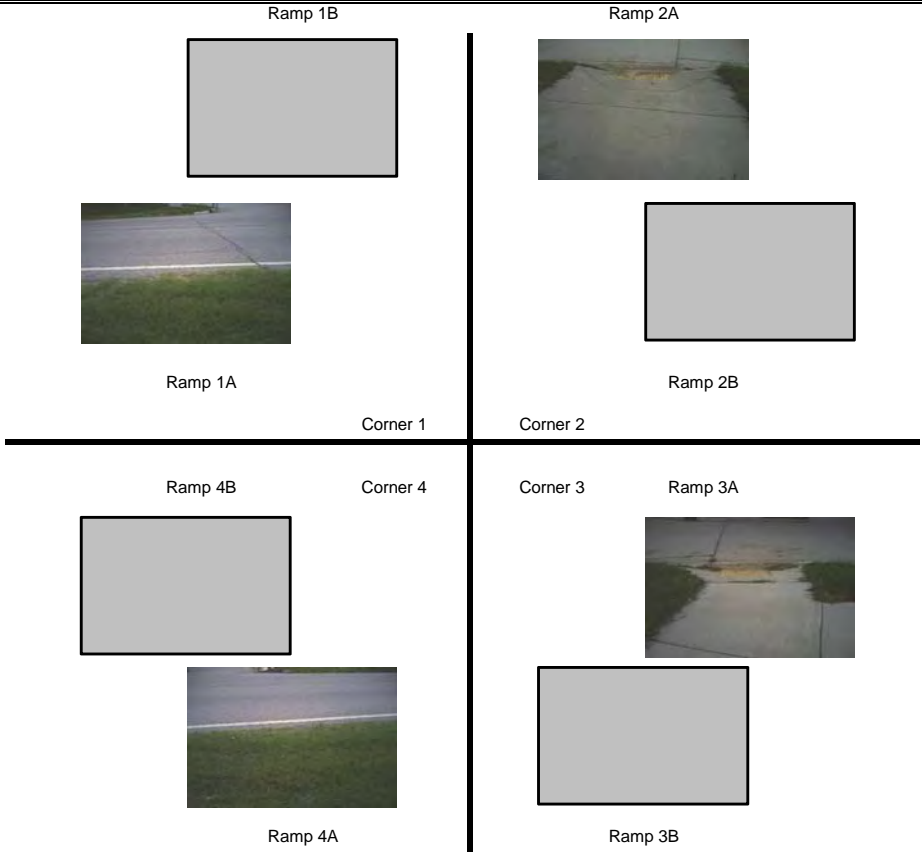 Ramp 1B
Ramp 2A
Ramp 1A
Ramp 2B
Corner 1
Corner 2
Ramp 4B
Corner 4
Corner 3
Ramp 3A
Ramp 4A
Ramp 3B